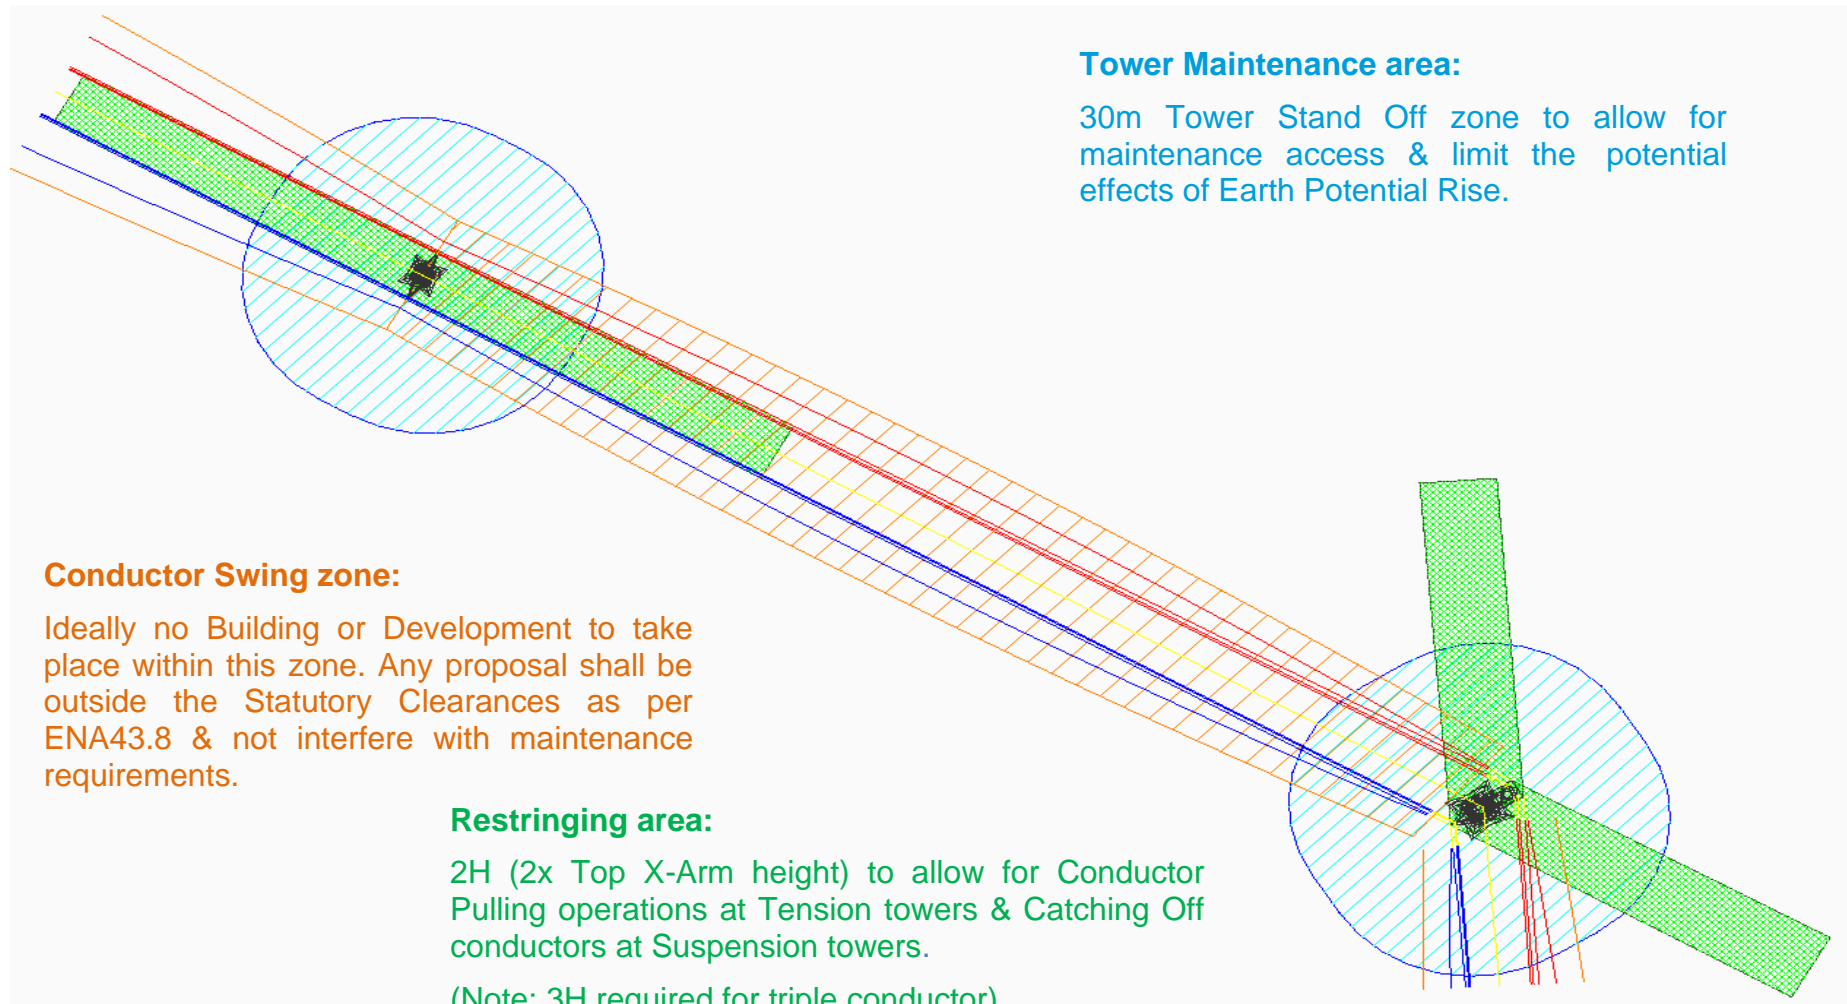 Tower Maintenance area:
30m Tower Stand Off zone to allow for
maintenance access & limit the potential
effects of Earth Potential Rise.
Conductor Swing zone:
Ideally no Building or Development to take
place within this zone. Any proposal shall be
outside the Statutory Clearances as per
ENA43.8 & not interfere with maintenance
requirements.
Restringing area:
2H (2x Top X-Arm height) to allow for Conductor
Pulling operations at Tension towers & Catching Off
conductors at Suspension towers.
(Note: 3H required for triple conductor)